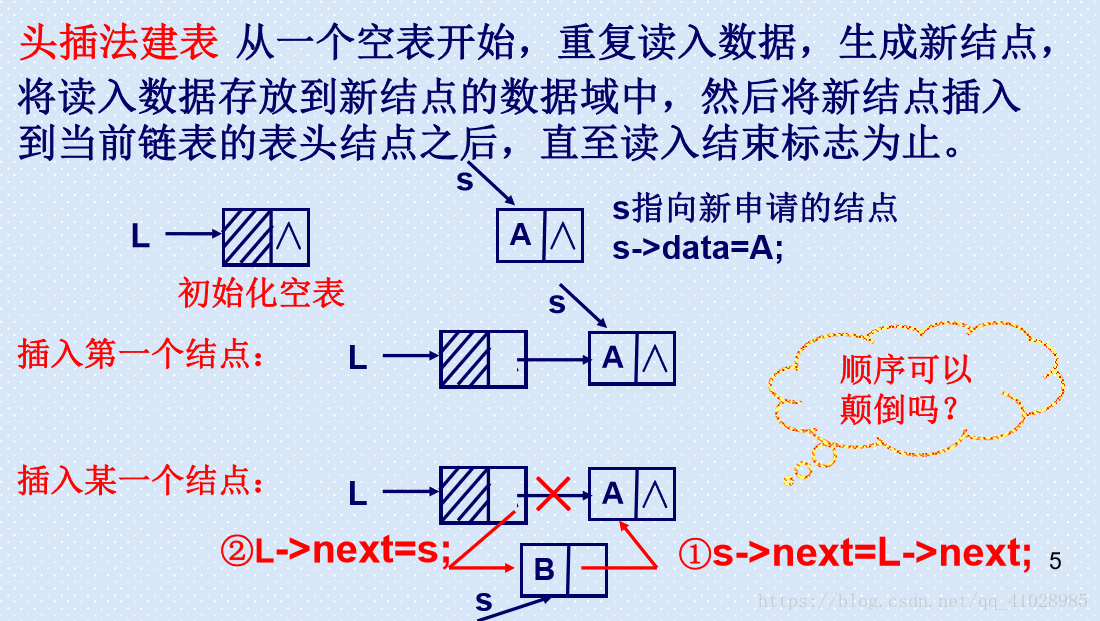 头插法建表 从一个空表开始，重复读入数据，生成新结点，
将读入数据存放到新结点的数据域中，然后将新结点插入
到当前链表的表头结点之后，直至读入结束标志为止。
s
L
A ∧
∧
s指向新申请的结点
s->data=A;
初始化空表
s
插入第一个结点：
L
A ∧
顺序可以
颠倒吗？
插入某一个结点：
L
A ∧
②L->next=s;
①s->next=L->next;
B
s
5
https://blog.csdn.net/qq_41028985